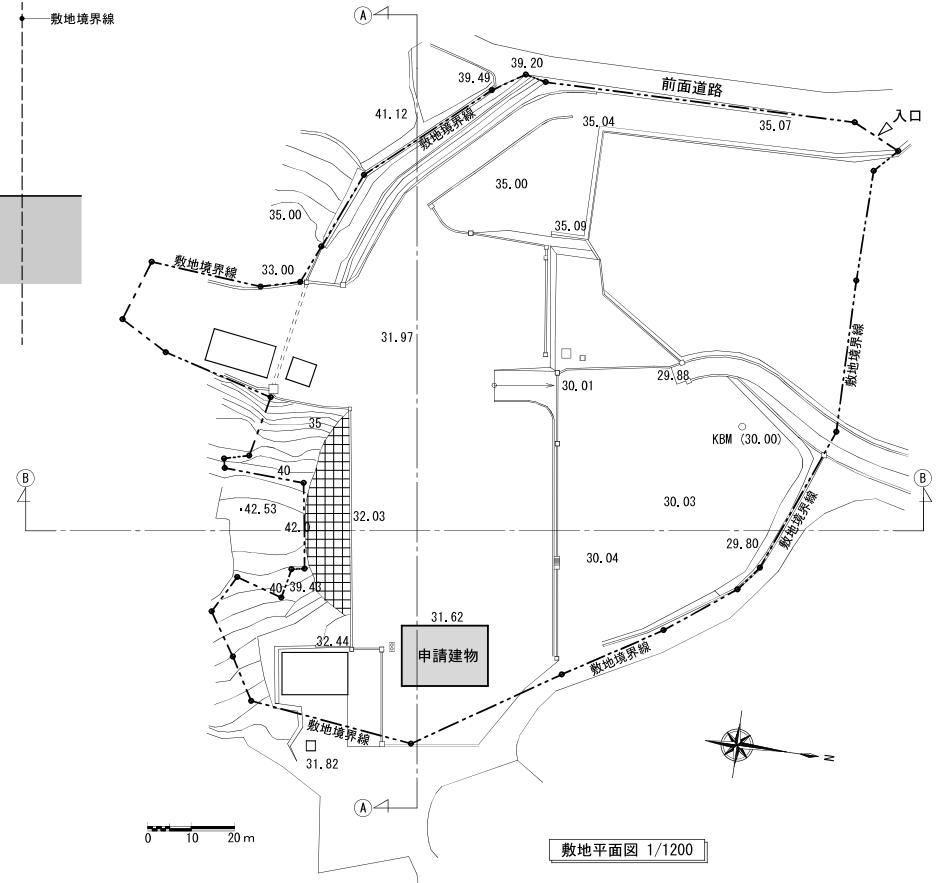 敷地境界線
A
39.20
39.49
前面道路
41.12
敷地境界線
35.04
35.07
入口
35.00
35.00
35.09
敷地境界線
33.00
31.97
敷地境界線
29.88
30.01
35
KBM (30.00)
B
40
B
42.53
42.0
32.03
30.03
敷地境界線
29.80
30.04
40
39.43
31.62
32.44
申請建物
敷地境界線
敷地境界線
31.82
N
A
0 10 20 m
敷地平面図 1/1200